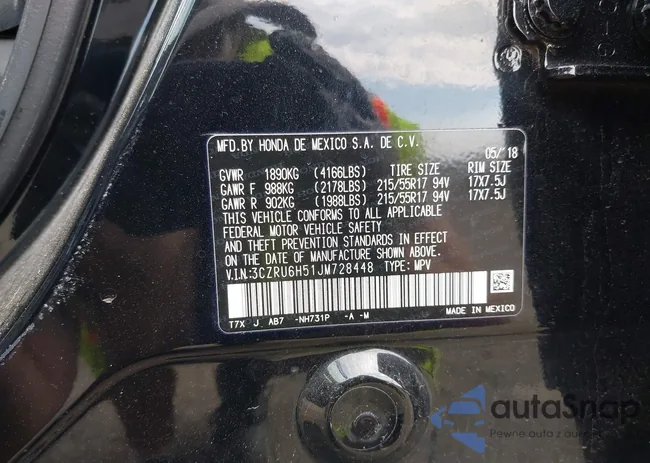 MFD.BY HONDA DE MEXICO S.A. DE C.V.
05/'18
GVWR 1890KG (4166LBS) TIRE SIZE RIM SIZE
GAWR F 988KG (2178LBS) 215/55R17 94V 17X7.5J
GAWR R 902KG (1988LBS) 215/55R17 94V 17X7.5J
THIS VEHICLE CONFORMS TO ALL APPLICABLE
FEDERAL MOTOR VEHICLE SAFETY
AND THEFT PREVENTION STANDARDS IN EFFECT
ON THE DATE OF MANUFACTURE SHOWN ABOVE.
V.I.N:3CZRU6H51JM728448 TYPE: MPV
T7X J AB7 -NH731P -A -M MADE IN MEXICO
autaSnap
Pewne auta z